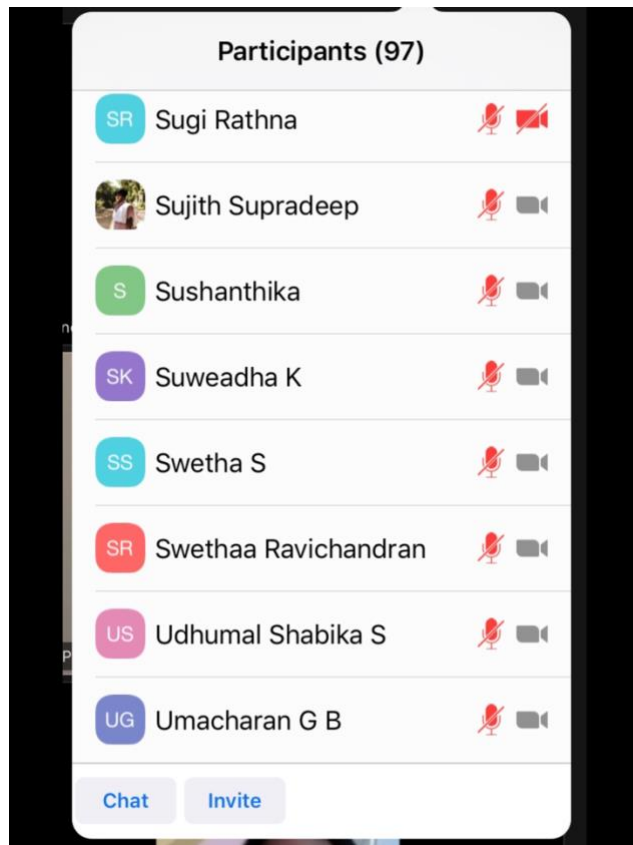 Participants (97)
SR Sugi Rathna
Sujith Supradeep
S Sushanthika
SK Suweadha K
SS Swetha S
SR Swethaa Ravichandran
US Udhumal Shabika S
UG Umacharan G B
Chat Invite